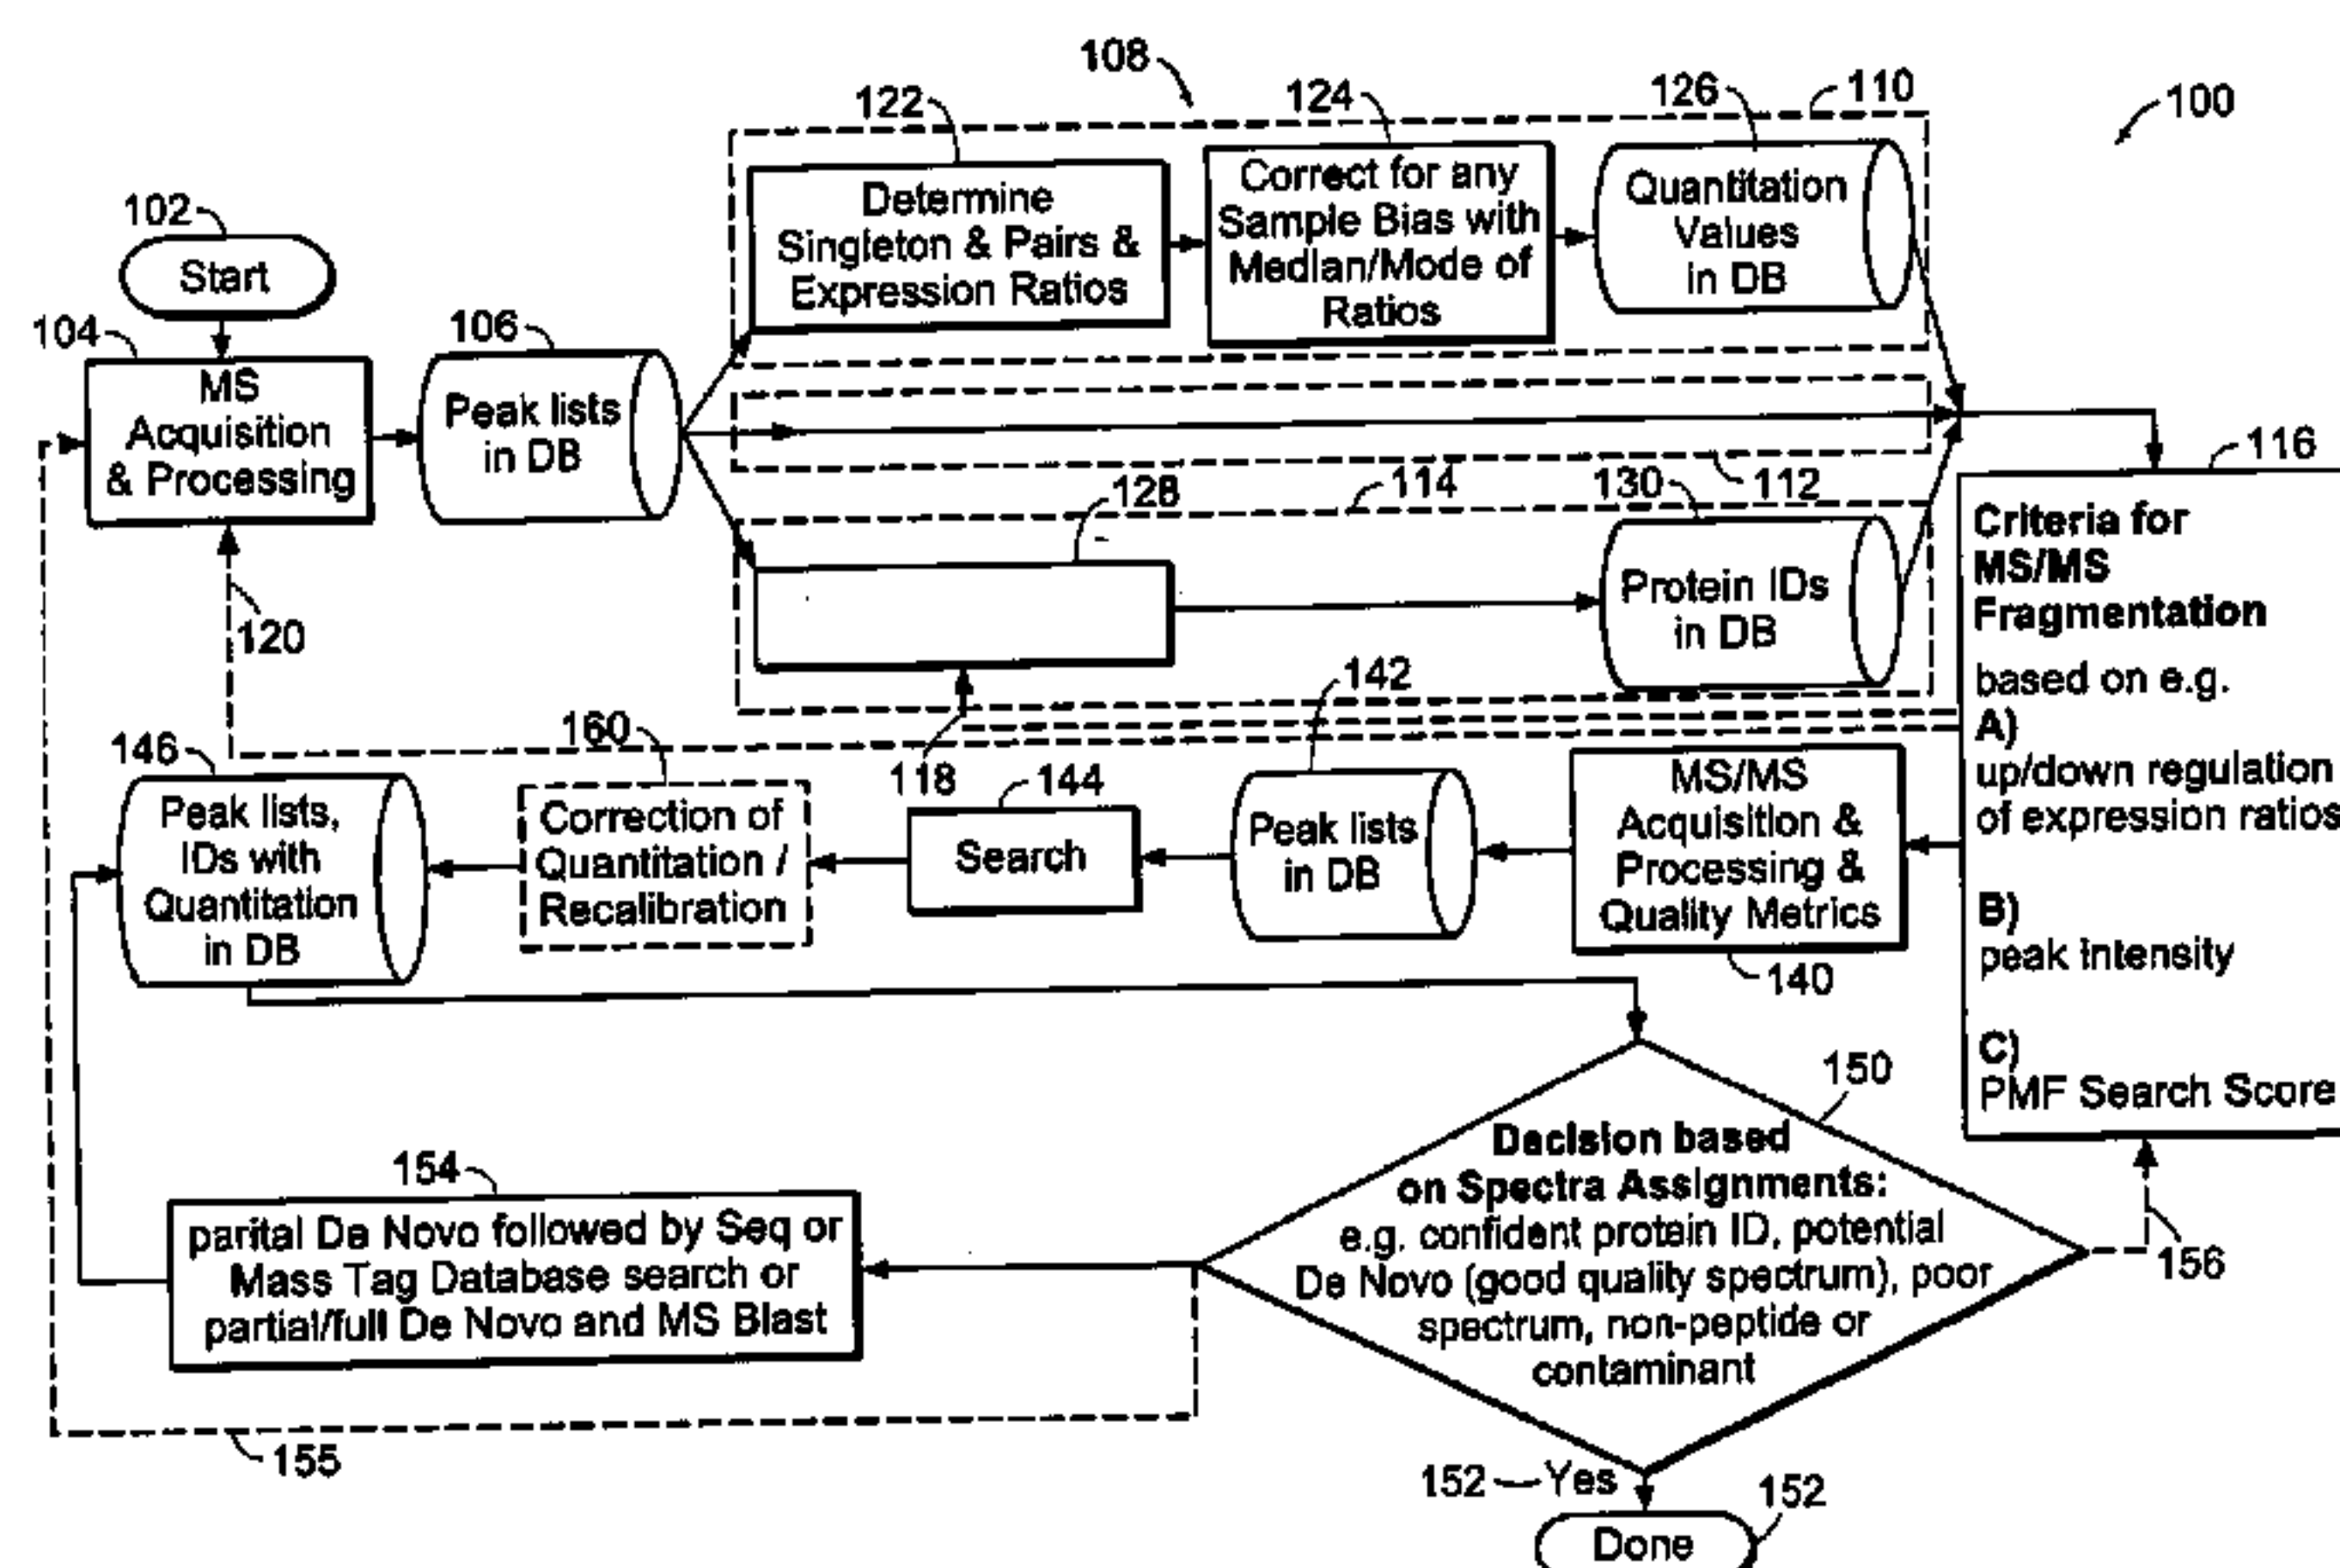 108
122
124
126
110
100
Determine
Singleton & Pairs &
Expression Ratios
Correct for any
Sample Bias with
Median/Mode of
Ratios
Quantitation
Values
in DB
102
Start
104
MS
Acquisition
& Processing
106
Peak lists
in DB
112
116
128
114
130
Protein IDs
in DB
Criteria for
MS/MS
Fragmentation
based on e.g.
A)
up/down regulation
of expression ratios
B)
peak intensity
C)
PMF Search Score
120
118
146
Peak lists,
IDs with
Quantitation
in DB
160
Correction of
Quantitation /
Recalibration
144
Search
142
Peak lists
in DB
MS/MS
Acquisition &
Processing &
Quality Metrics
140
150
Decision based
on Spectra Assignments:
e.g. confident protein ID, potential
De Novo (good quality spectrum), poor
spectrum, non-peptide or
contaminant
156
154
parital De Novo followed by Seq or
Mass Tag Database search or
partial/full De Novo and MS Blast
155
152 Yes
152
Done